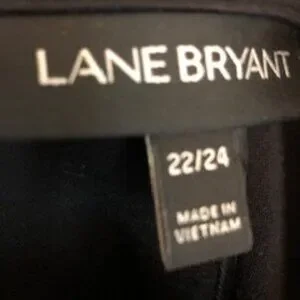 LANE BRYANT
22/24
MADE IN
VIETNAM